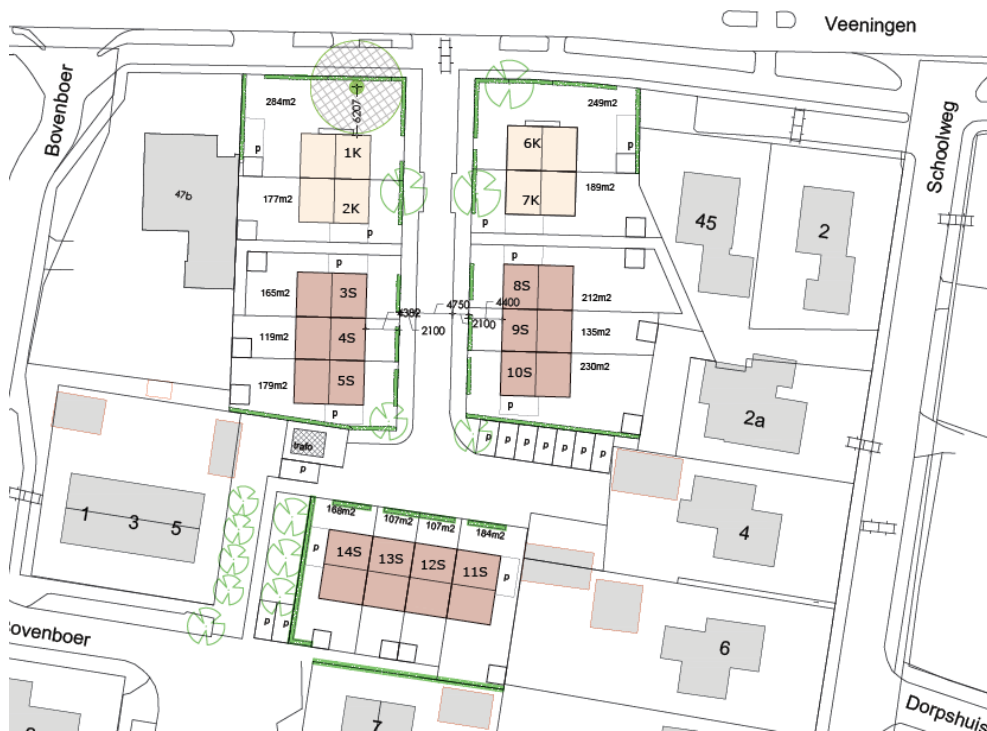 Veeningen
Bovenboer
Schoolweg
284m2
6207
249m2
P
1K
6K
P
47b
177m2
2K
7K
189m2
45
2
P
P
P
P
165m2
3S
8S
212m2
4382
4750
4400
2100
2100
119m2
4S
9S
135m2
179m2
5S
10S
230m2
P
P
2a
trafo
P
P
P
P
P
P
P
P
1
3
5
168m2
107m2
107m2
184m2
4
P
14S
13S
12S
11S
P
P
P
ovenboer
6
7
Dorpshuis